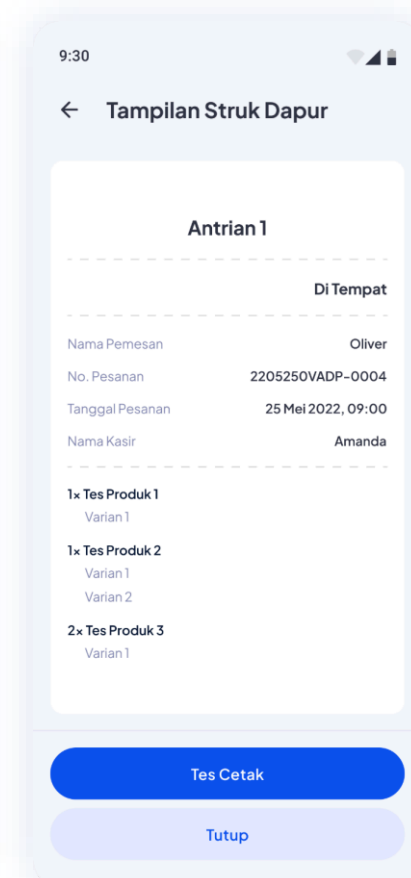 9:30
Tampilan Struk Dapur
Antrian 1
Di Tempat
Nama Pemesan Oliver
No. Pesanan 2205250VADP-0004
Tanggal Pesanan 25 Mei 2022, 09:00
Nama Kasir Amanda
1x Tes Produk 1
Varian 1
1x Tes Produk 2
Varian 1
Varian 2
2x Tes Produk 3
Varian 1
Tes Cetak
Tutup